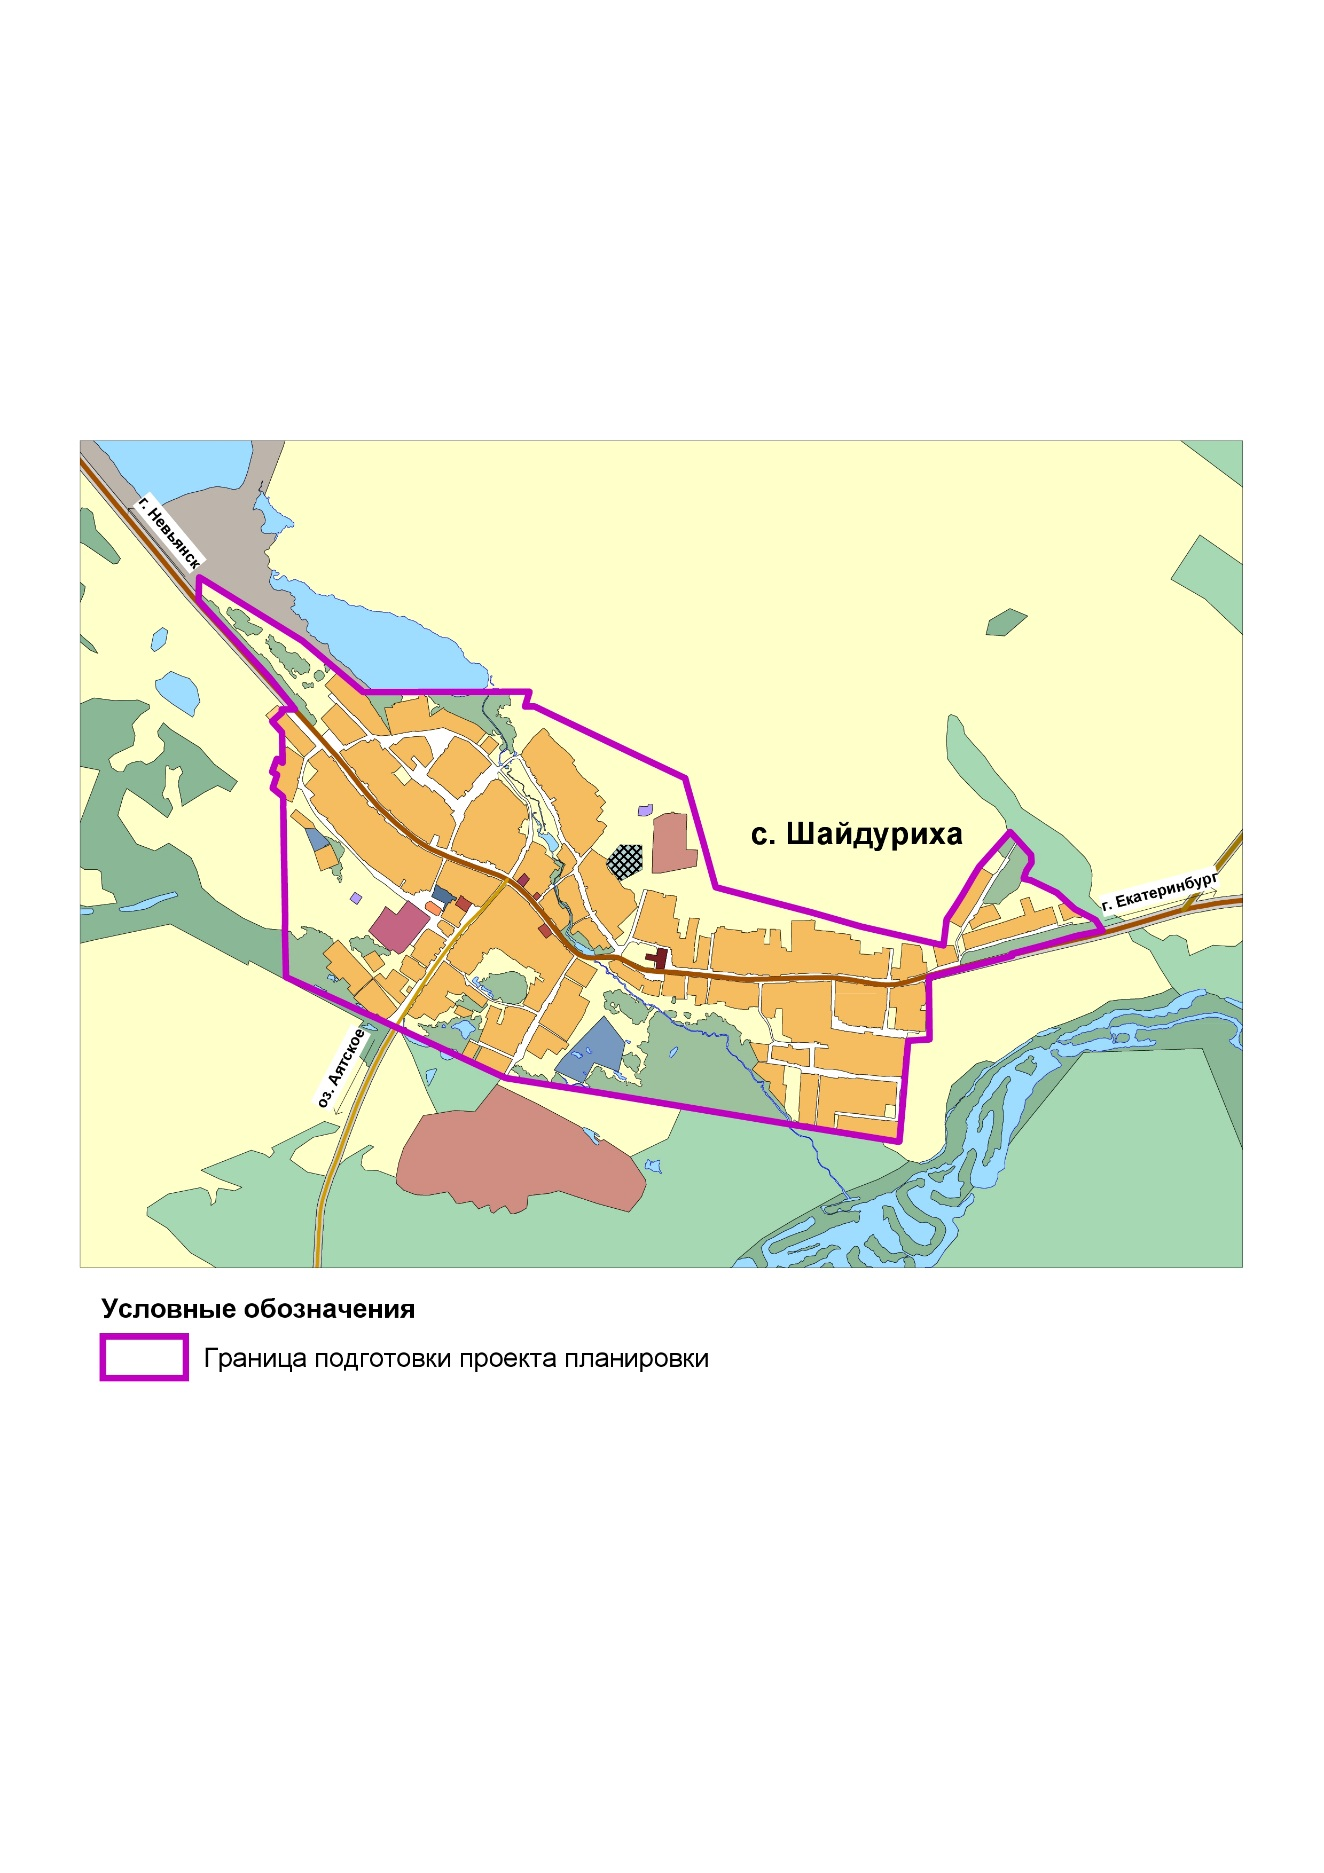 г. Невьянск
с. Шайдуриха
г. Екатеринбург
оз. Аятское
Условные обозначения
Граница подготовки проекта планировки